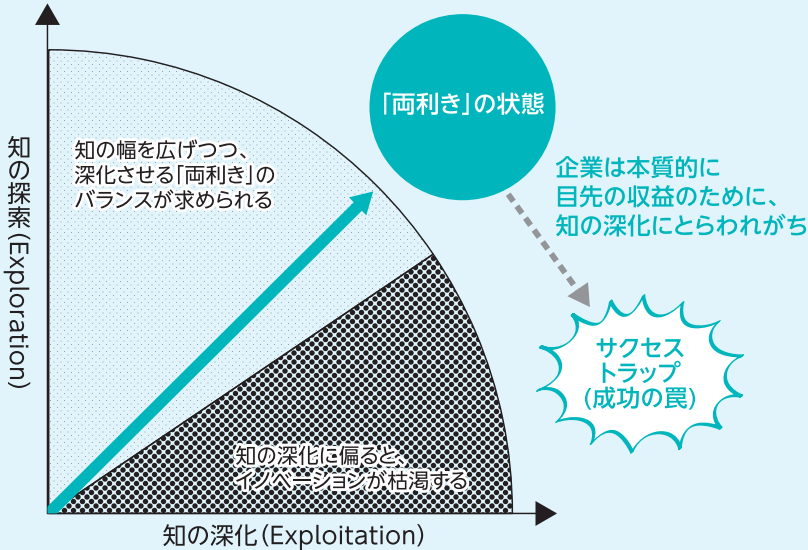 「両利き」の状態
知の幅を広げつつ、
深化させる「両利き」の
バランスが求められる
知の探索(Exploration)
企業は本質的に
目先の収益のために、
知の深化にとらわれがち
サクセス
トラップ
(成功の罠)
知の深化に偏ると、
イノベーションが枯渇する
知の深化(Exploitation)